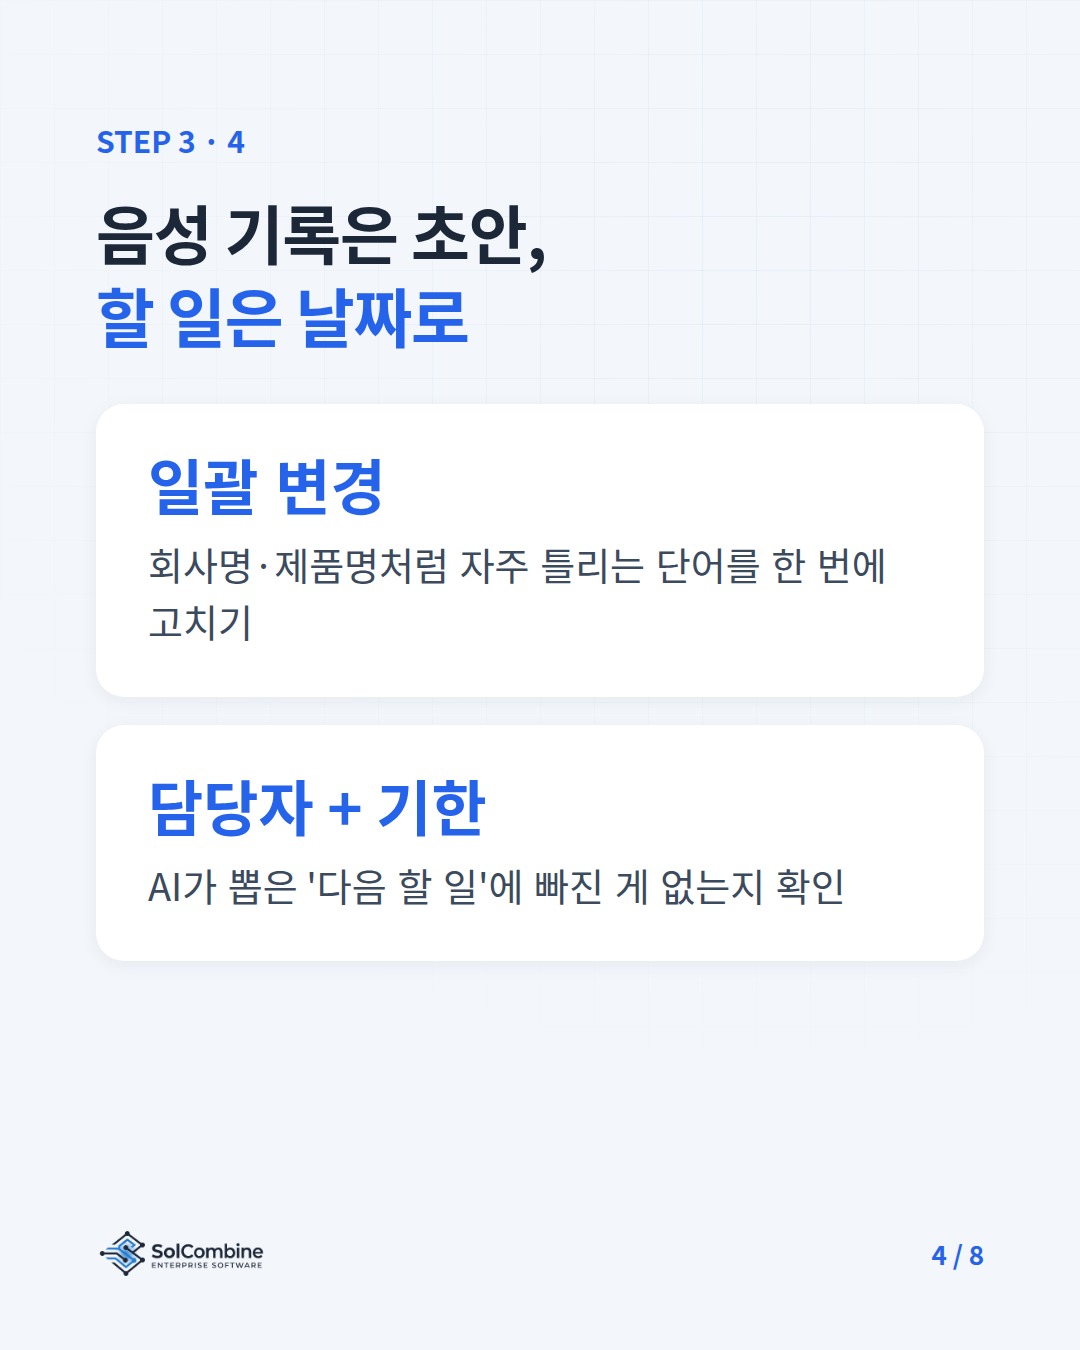 STEP 3 · 4
음성 기록은 초안,
할 일은 날짜로
일괄 변경
회사명·제품명처럼 자주 틀리는 단어를 한 번에
고치기
담당자 + 기한
AI가 뽑은 '다음 할 일'에 빠진 게 없는지 확인
SolCombine
ENTERPRISE SOFTWARE
4 / 8